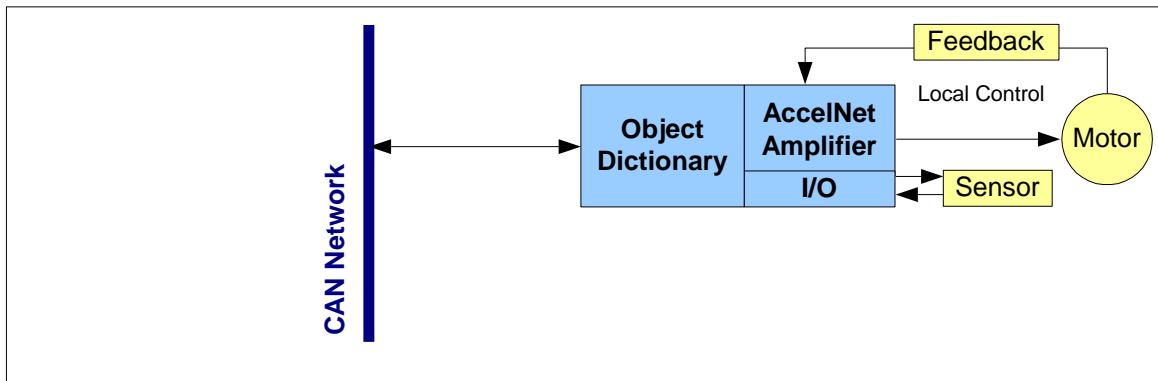 Feedback
Local Control
Object
Dictionary
AccelNet
Amplifier
Motor
I/O
Sensor
CAN Network